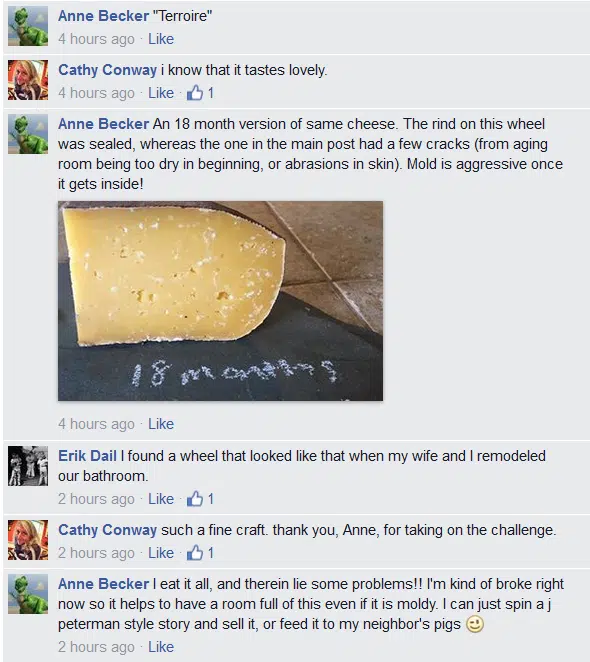 Anne Becker "Terroire"
4 hours ago · Like
Cathy Conway i know that it tastes lovely.
4 hours ago · Like · 1
Anne Becker An 18 month version of same cheese. The rind on this wheel
was sealed, whereas the one in the main post had a few cracks (from aging
room being too dry in beginning, or abrasions in skin). Mold is aggressive once
it gets inside!
18 months
4 hours ago · Like
Erik Dail I found a wheel that looked like that when my wife and I remodeled
our bathroom.
2 hours ago · Like · 1
Cathy Conway such a fine craft. thank you, Anne, for taking on the challenge.
2 hours ago · Like · 1
Anne Becker I eat it all, and therein lie some problems!! I'm kind of broke right
now so it helps to have a room full of this even if it is moldy. I can just spin a j
peterman style story and sell it, or feed it to my neighbor's pigs 😉
2 hours ago · Like